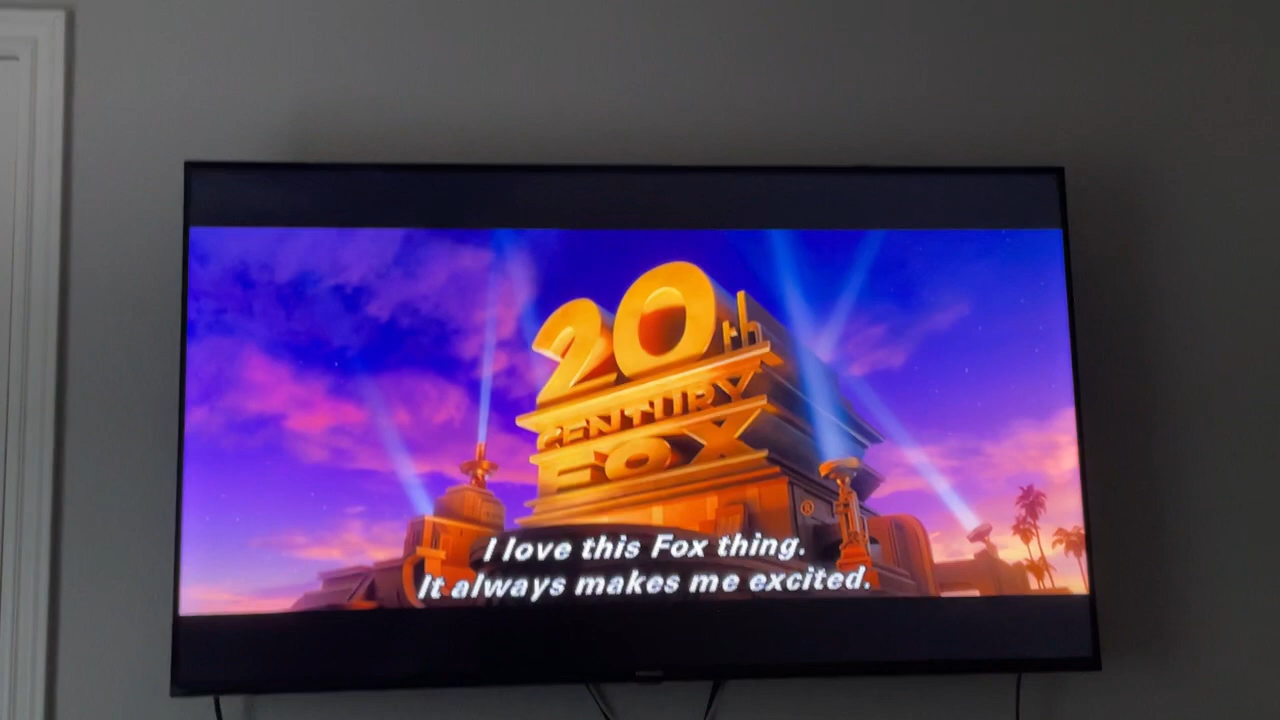 20th
CENTURY
FOX
®
I love this Fox thing.
It always makes me excited.